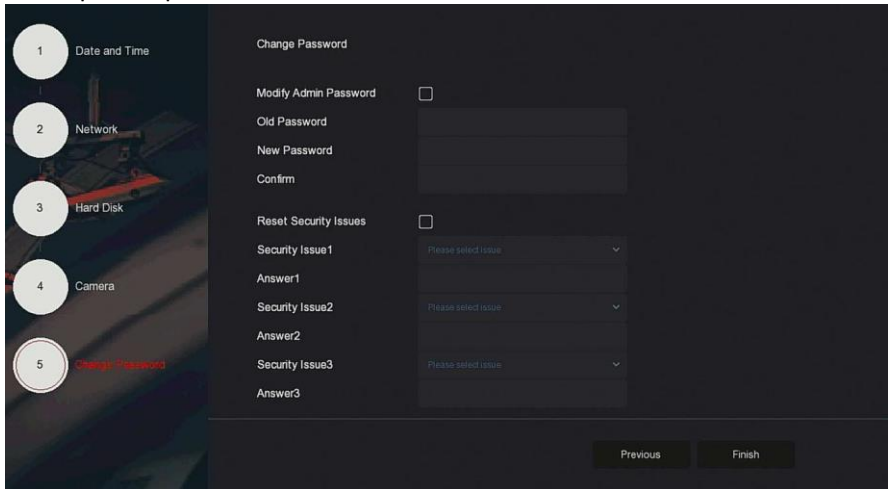 1 Date and Time
2 Network
3 Hard Disk
4 Camera
5 Change Password
Change Password
Modify Admin Password
Old Password
New Password
Confirm
Reset Security Issues
Security Issue1 Please select issue
Answer1
Security Issue2 Please select issue
Answer2
Security Issue3 Please select issue
Answer3
Previous Finish